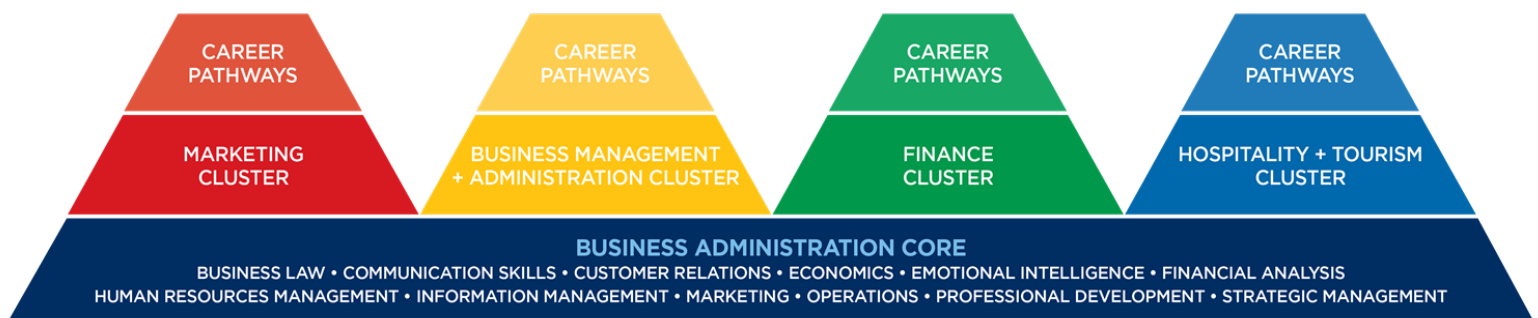 CAREER
PATHWAYS
CAREER
PATHWAYS
CAREER
PATHWAYS
CAREER
PATHWAYS
MARKETING
CLUSTER
BUSINESS MANAGEMENT
+ ADMINISTRATION CLUSTER
FINANCE
CLUSTER
HOSPITALITY + TOURISM
CLUSTER
BUSINESS ADMINISTRATION CORE
BUSINESS LAW • COMMUNICATION SKILLS • CUSTOMER RELATIONS • ECONOMICS • EMOTIONAL INTELLIGENCE • FINANCIAL ANALYSIS
HUMAN RESOURCES MANAGEMENT • INFORMATION MANAGEMENT • MARKETING • OPERATIONS • PROFESSIONAL DEVELOPMENT • STRATEGIC MANAGEMENT